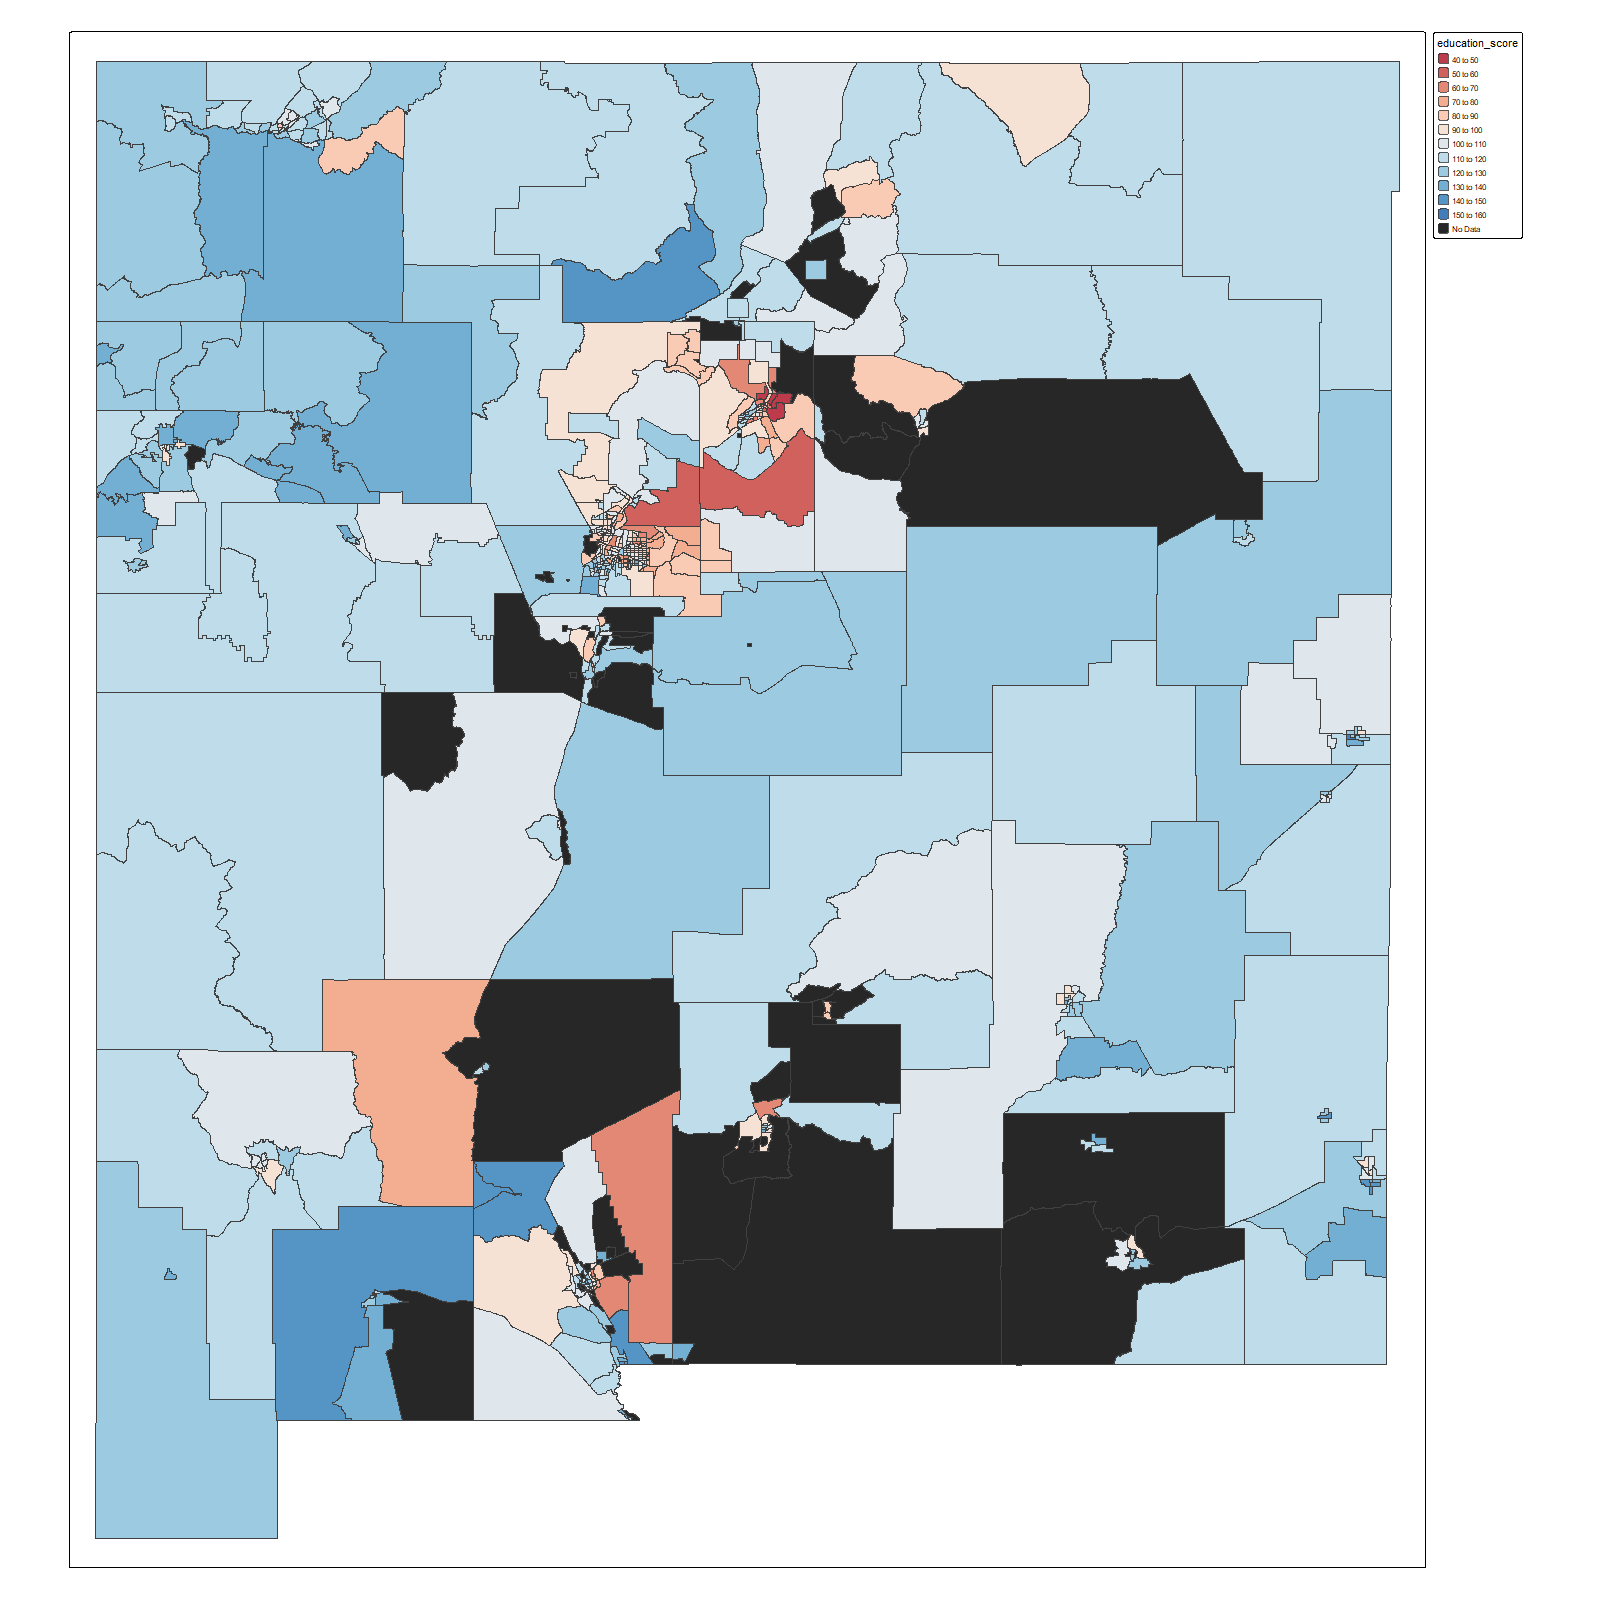 education_score
40 to 50
50 to 60
60 to 70
70 to 80
80 to 90
90 to 100
100 to 110
110 to 120
120 to 130
130 to 140
140 to 150
150 to 160
No Data